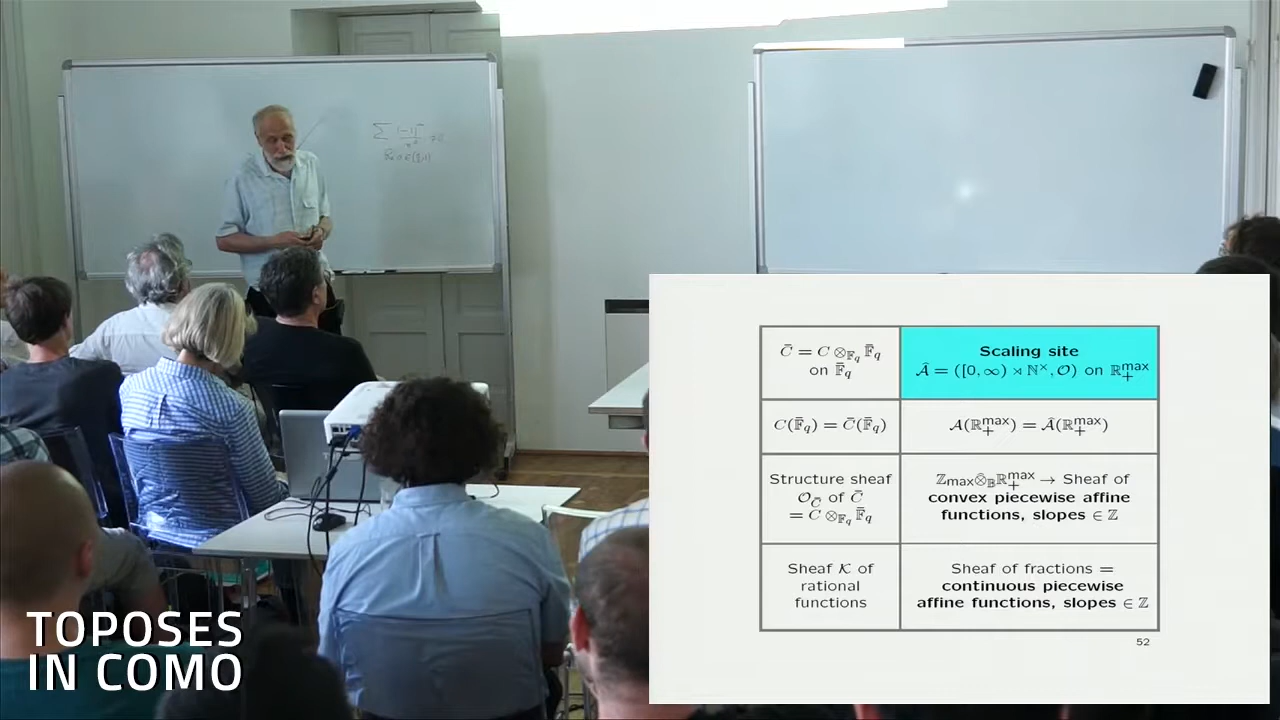 C̄ = C ⊗_{𝔽_q} 𝔽̄_q
on 𝔽̄_q
Scaling site
Â = ([0, ∞) ⋊ ℕ^×, 𝒪) on ℝ_+^max
C(𝔽̄_q) = C̄(𝔽̄_q)
𝒜(ℝ_+^max) = Â(ℝ_+^max)
Structure sheaf
𝒪_C̄ of C̄
= C ⊗_{𝔽_q} 𝔽̄_q
ℤ_max ⊗̂_𝔹 ℝ_+^max → Sheaf of
convex piecewise affine
functions, slopes ∈ ℤ
Sheaf 𝒦 of
rational
functions
Sheaf of fractions =
continuous piecewise
affine functions, slopes ∈ ℤ
52
TOPOSES
IN COMO